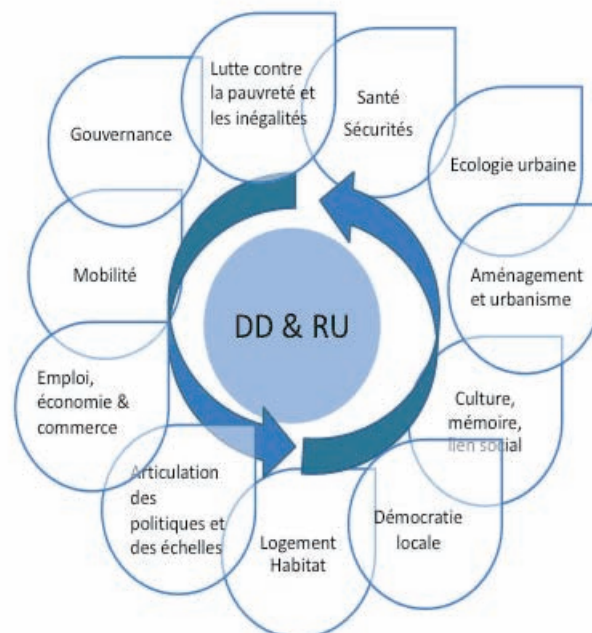 Lutte contre
la pauvreté et
les inégalités
Santé
Sécurités
Ecologie urbaine
Aménagement
et urbanisme
Culture,
mémoire,
lien social
Démocratie
locale
Logement
Habitat
Articulation
des
politiques et
des échelles
Emploi,
économie &
commerce
Mobilité
Gouvernance
DD & RU